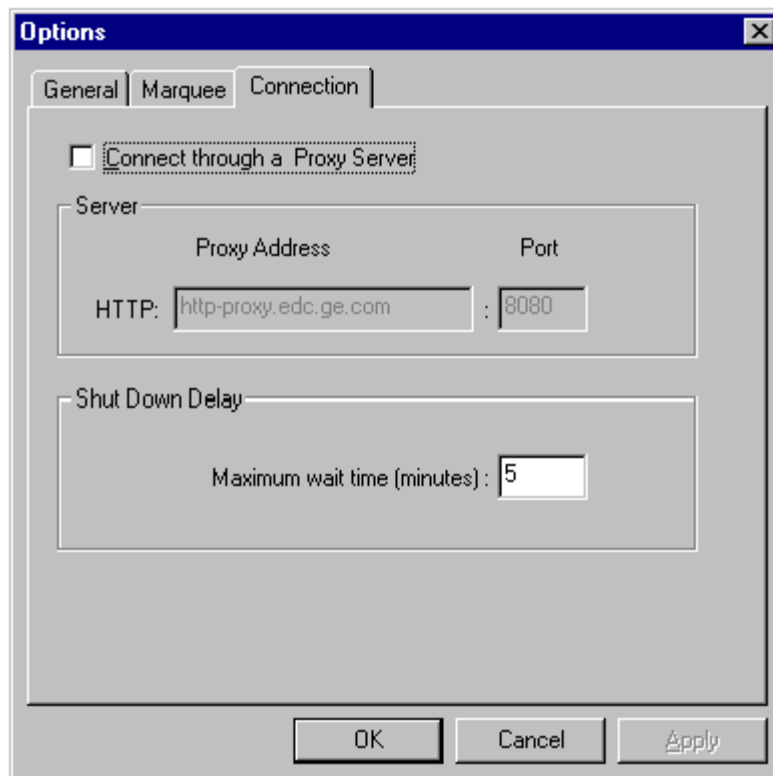 Options
General Marquee Connection
Connect through a Proxy Server
Server
Proxy Address Port
HTTP: http-proxy.edc.ge.com : 8080
Shut Down Delay
Maximum wait time (minutes) : 5
OK Cancel Apply